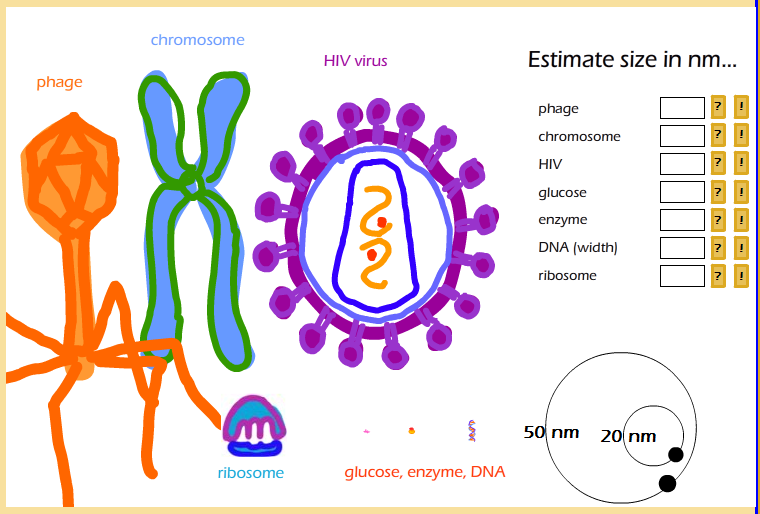 chromosome
HIV virus
phage
Estimate size in nm...
phage ? !
chromosome ? !
HIV ? !
glucose ? !
enzyme ? !
DNA (width) ? !
ribosome ? !
50 nm 20 nm
ribosome
glucose, enzyme, DNA